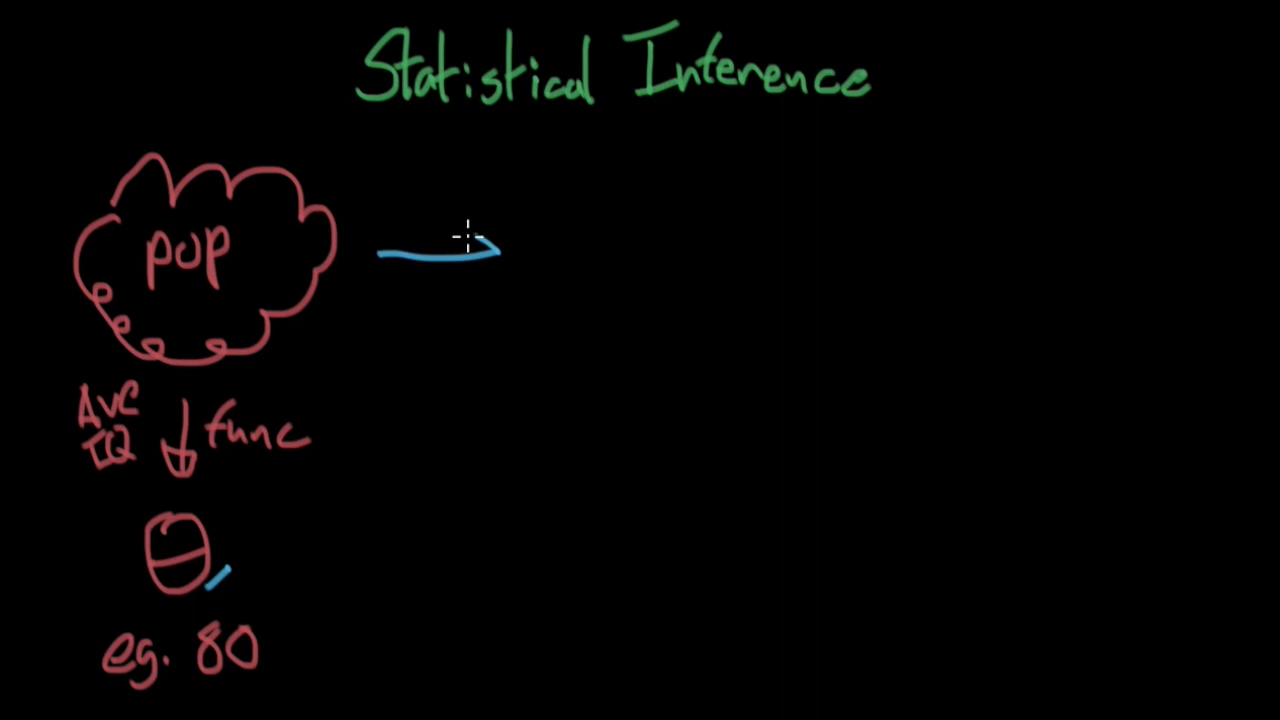 Statistical Inference
pop
AVG
IQ
func
θ
eg. 80